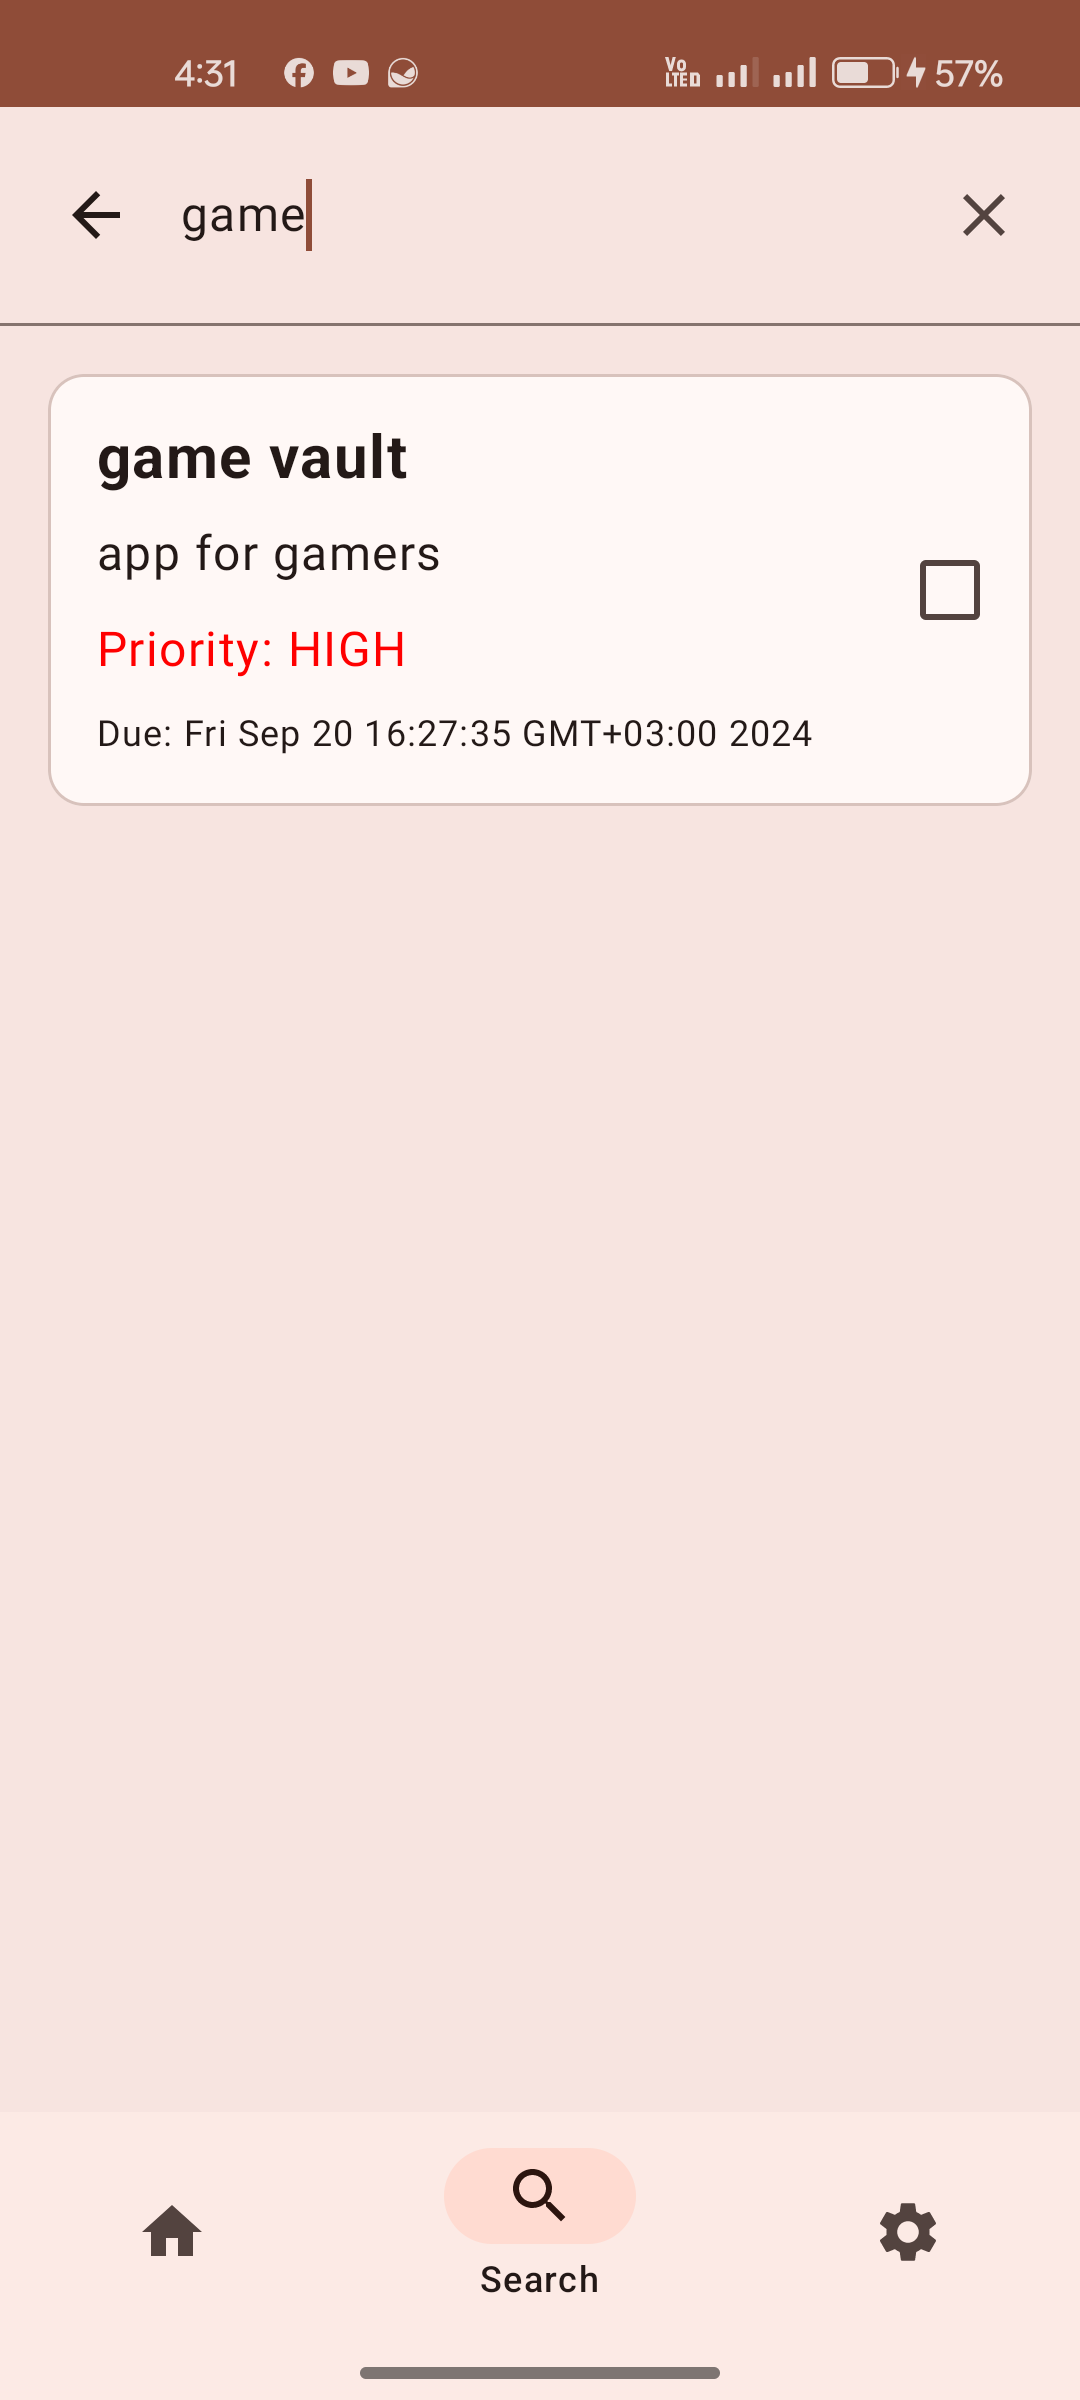 4:31
Vo LTED
57%
game
game vault
app for gamers
Priority: HIGH
Due: Fri Sep 20 16:27:35 GMT+03:00 2024
Search